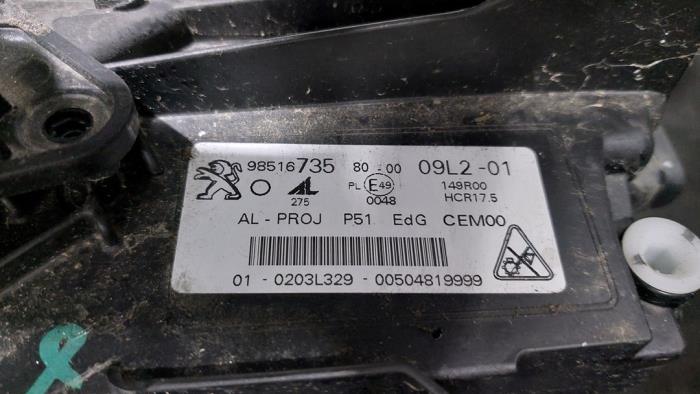 98516735 80-00 09L2-01
AL 275 PL E49 0048 149R00
HCR17.5
AL-PROJ P51 EdG CEM00
01-0203L329-00504819999